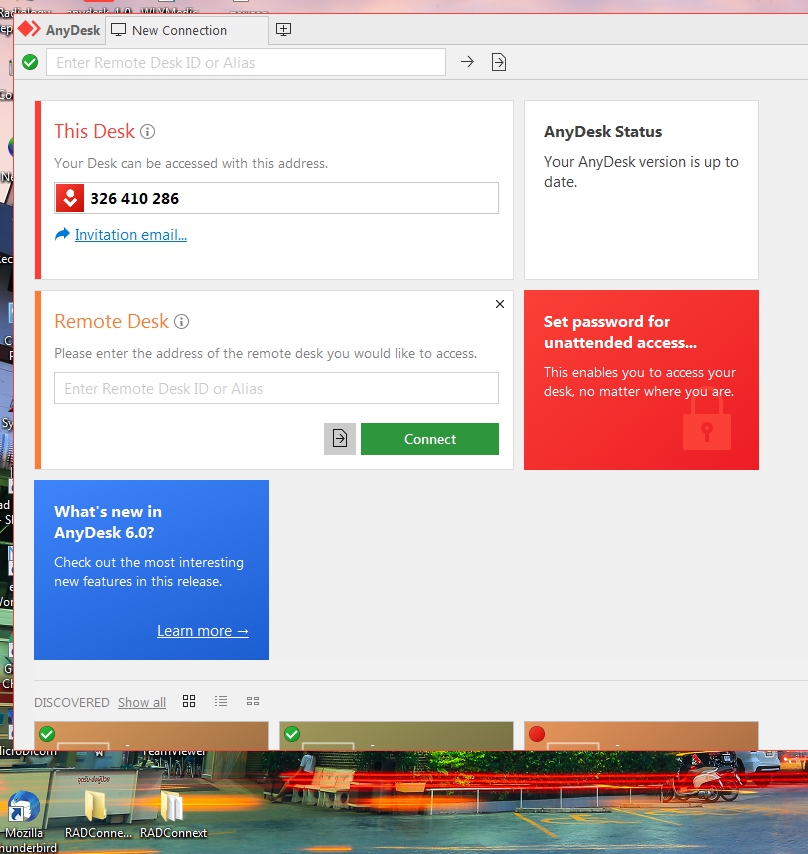 AnyDesk
New Connection
Enter Remote Desk ID or Alias
This Desk
Your Desk can be accessed with this address.
326 410 286
Invitation email...
AnyDesk Status
Your AnyDesk version is up to
date.
Remote Desk
Please enter the address of the remote desk you would like to access.
Enter Remote Desk ID or Alias
Connect
Set password for
unattended access...
This enables you to access your
desk, no matter where you are.
What's new in
AnyDesk 6.0?
Check out the most interesting
new features in this release.
Learn more →
DISCOVERED Show all
TeamViewer
Mozilla
hunderbird
RADConne...
RADConnext